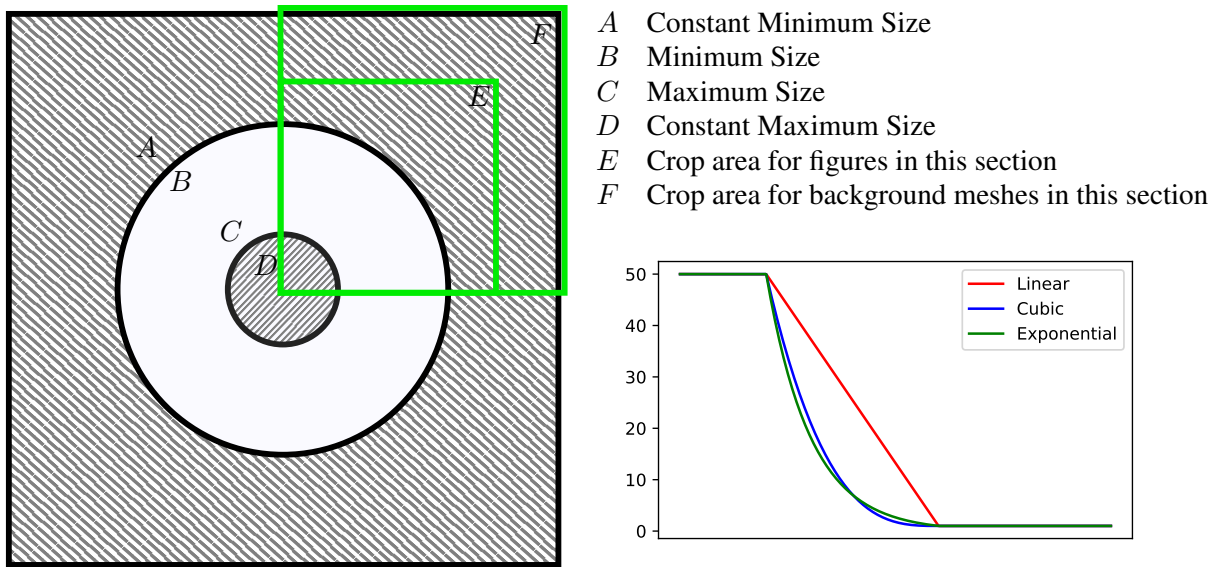 F
E
A
B
C
D
A Constant Minimum Size
B Minimum Size
C Maximum Size
D Constant Maximum Size
E Crop area for figures in this section
F Crop area for background meshes in this section
50
40
30
20
10
0
Linear
Cubic
Exponential